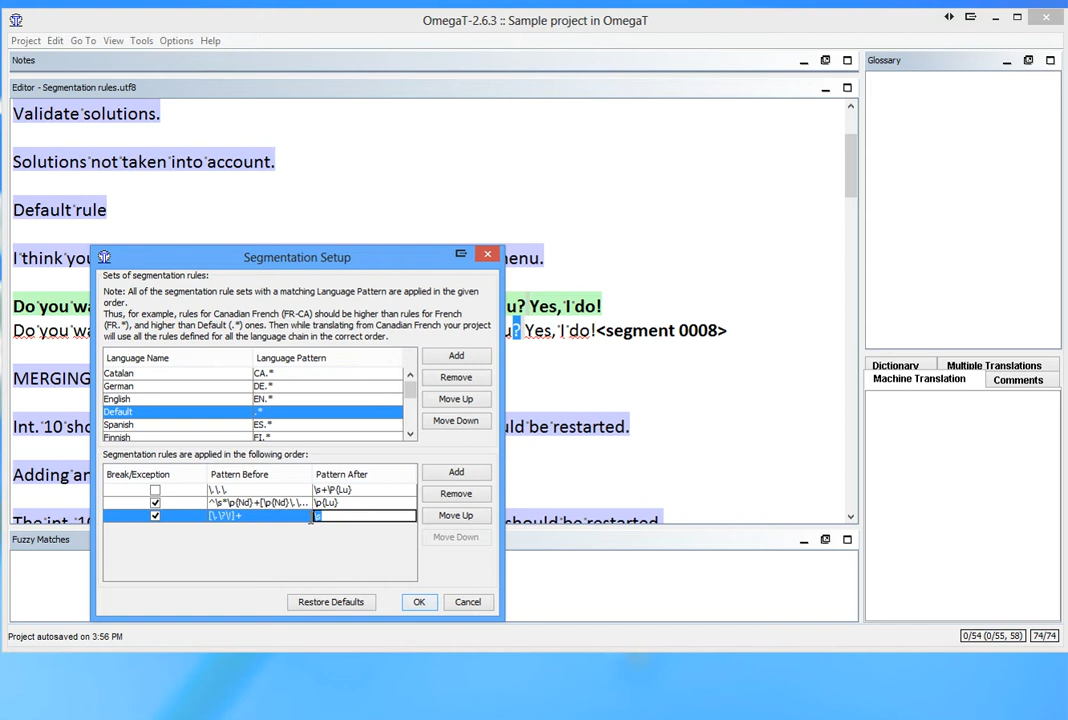 OmegaT-2.6.3 :: Sample project in OmegaT
Project Edit Go To View Tools Options Help
Notes
Glossary
Editor - Segmentation rules.utf8
Validate solutions.
Solutions not taken into account.
Default rule
I think you
enu.
Do you wa
u? Yes, I do!
Do you wa
u? Yes, I do!<segment 0008>
MERGING
Int. 10 sho
uld be restarted.
Adding an
The int. 10
should be restarted.
Segmentation Setup
Sets of segmentation rules:
Note: All of the segmentation rule sets with a matching Language Pattern are applied in the given
order.
Thus, for example, rules for Canadian French (FR-CA) should be higher than rules for French
(FR.*), and higher than Default (.*) ones. Then while translating from Canadian French your project
will use all the rules defined for all the language chain in the correct order.
Language Name Language Pattern
Catalan CA.*
German DE.*
English EN.*
Default .*
Spanish ES.*
Finnish FI.*
Add
Remove
Move Up
Move Down
Segmentation rules are applied in the following order:
Break/Exception Pattern Before Pattern After
\.\.\. \s+\P{Lu}
^\s*\p{Nd}+[\p{Nd}\.\... \p{Lu}
[\.\?\!]+
Add
Remove
Move Up
Move Down
Restore Defaults OK Cancel
Dictionary Multiple Translations
Machine Translation Comments
Fuzzy Matches
Project autosaved on 3:56 PM
0/54 (0/55, 58) 74/74